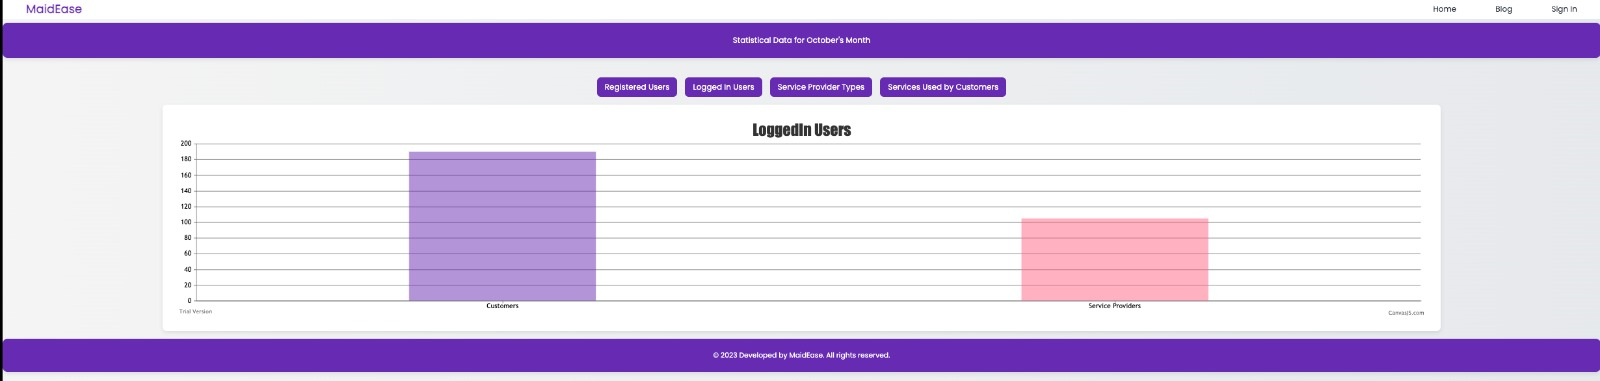 MaidEase
Home Blog Sign In
Statistical Data for October's Month
Registered Users Logged In Users Service Provider Types Services Used by Customers
LoggedIn Users
200
180
160
140
120
100
80
60
40
20
0
Customers Service Providers
Trial Version CanvasJS.com
© 2023 Developed by MaidEase. All rights reserved.